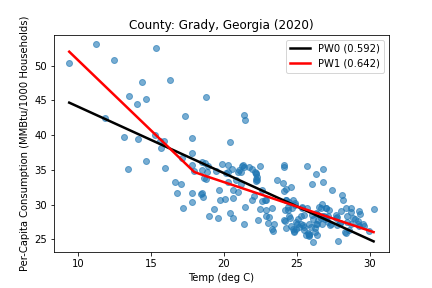 County: Grady, Georgia (2020)
PW0 (0.592)
PW1 (0.642)
Per-Capita Consumption (MMBtu/1000 Households)
50
45
40
35
30
25
10
15
20
25
30
Temp (deg C)